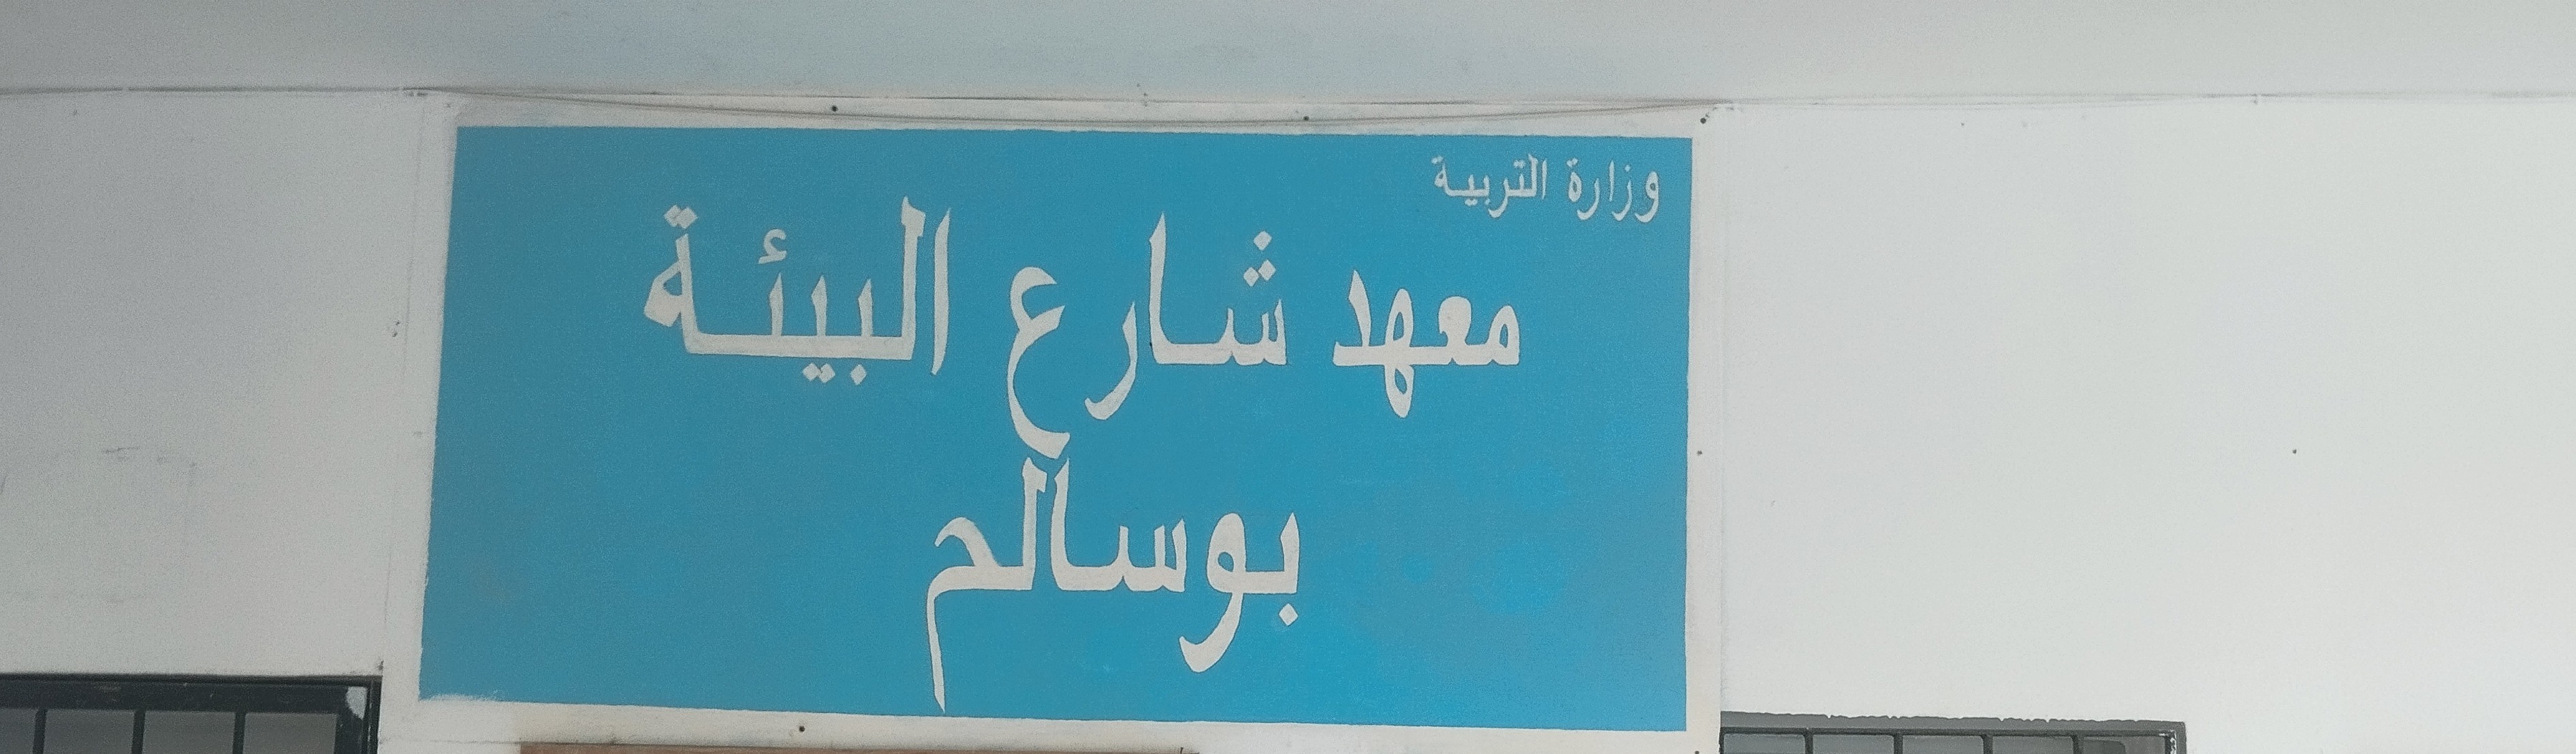 وزارة التربية
معهد شارع البيئة
بوسالم